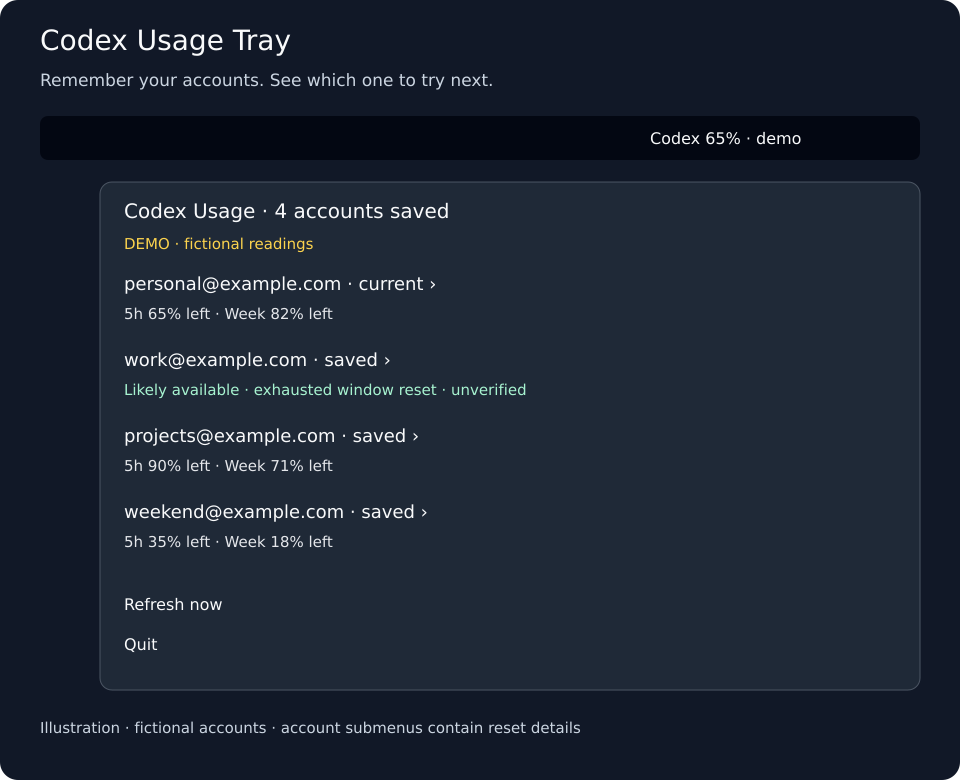 Codex Usage Tray
Remember your accounts. See which one to try next.
Codex 65% · demo
Codex Usage · 4 accounts saved
DEMO · fictional readings
personal@example.com · current ›
5h 65% left · Week 82% left
work@example.com · saved ›
Likely available · exhausted window reset · unverified
projects@example.com · saved ›
5h 90% left · Week 71% left
weekend@example.com · saved ›
5h 35% left · Week 18% left
Refresh now
Quit
Illustration · fictional accounts · account submenus contain reset details